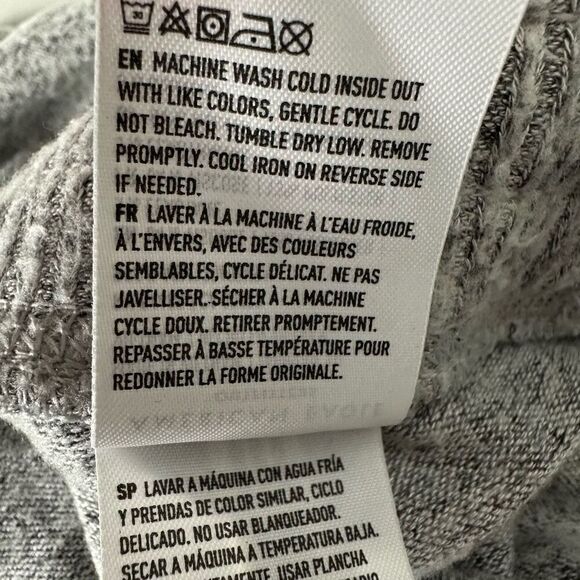 30
EN MACHINE WASH COLD INSIDE OUT
WITH LIKE COLORS, GENTLE CYCLE. DO
NOT BLEACH. TUMBLE DRY LOW. REMOVE
PROMPTLY. COOL IRON ON REVERSE SIDE
IF NEEDED.
FR LAVER À LA MACHINE À L'EAU FROIDE,
À L'ENVERS, AVEC DES COULEURS
SEMBLABLES, CYCLE DÉLICAT. NE PAS
JAVELLISER. SÉCHER À LA MACHINE
CYCLE DOUX. RETIRER PROMPTEMENT.
REPASSER À BASSE TEMPÉRATURE POUR
REDONNER LA FORME ORIGINALE.
SP LAVAR A MÁQUINA CON AGUA FRÍA
Y PRENDAS DE COLOR SIMILAR, CICLO
DELICADO. NO USAR BLANQUEADOR.
SECAR A MÁQUINA A TEMPERATURA BAJA.
USAR PLANCHA